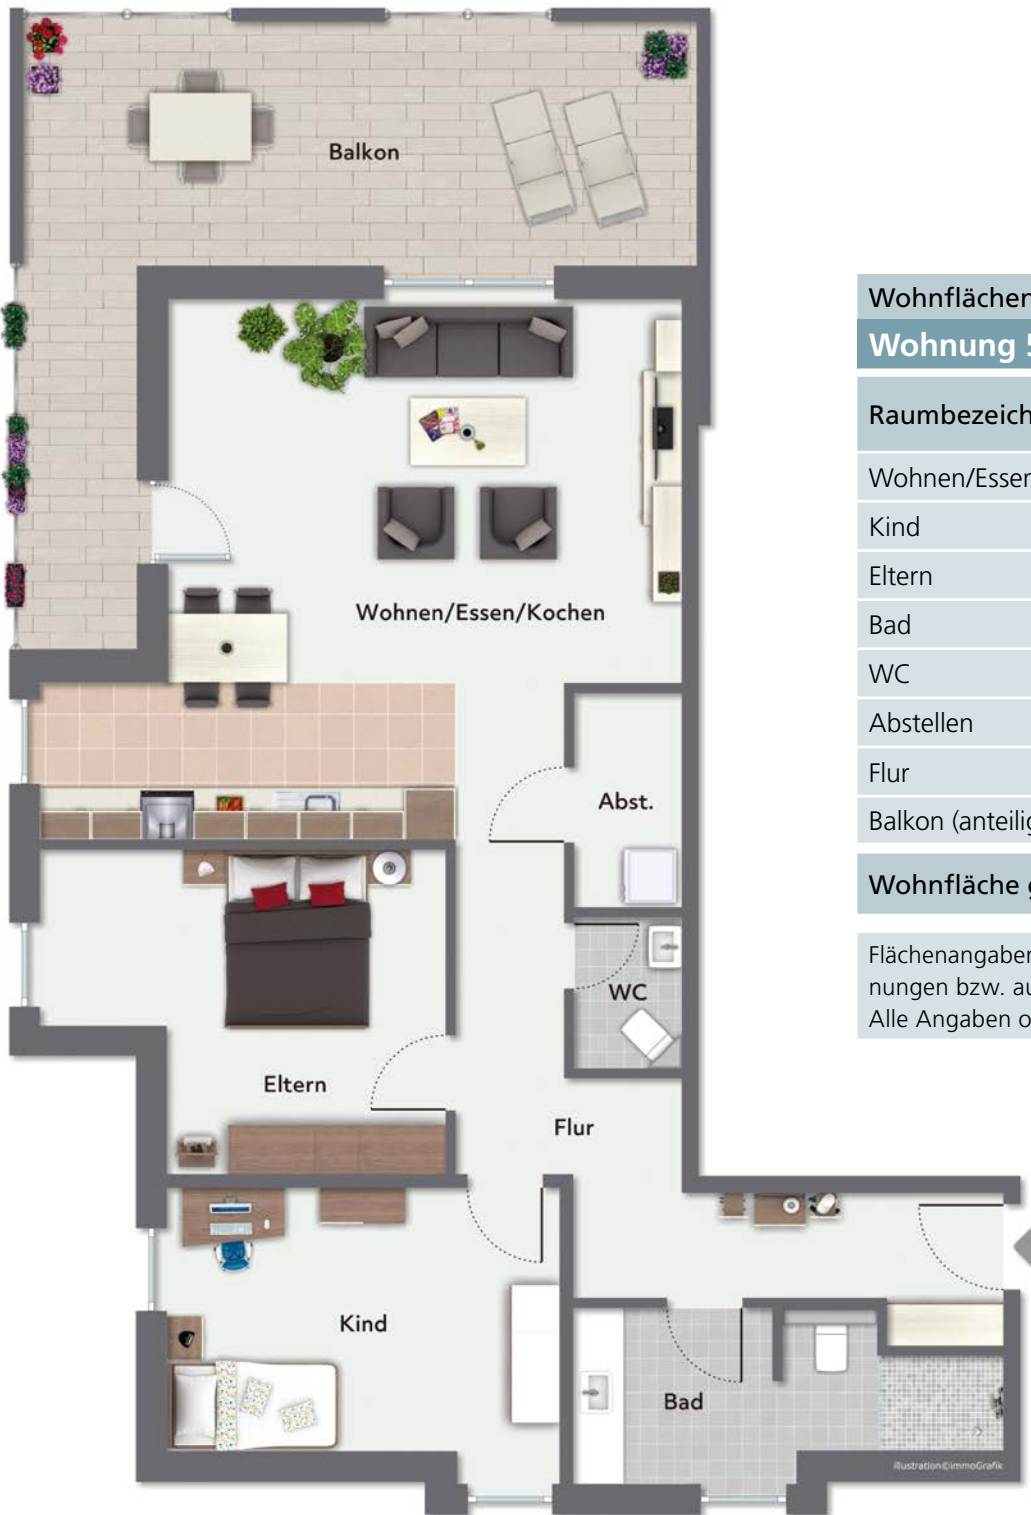 Balkon
Wohnen/Essen/Kochen
Abst.
WC
Eltern
Flur
Kind
Bad
illustration©immoGrafik
Wohnflächen
Wohnung
Raumbezeich
Wohnen/Essen
Kind
Eltern
Bad
WC
Abstellen
Flur
Balkon (anteilig
Wohnfläche
Flächenangaben
nungen bzw. au
Alle Angaben o